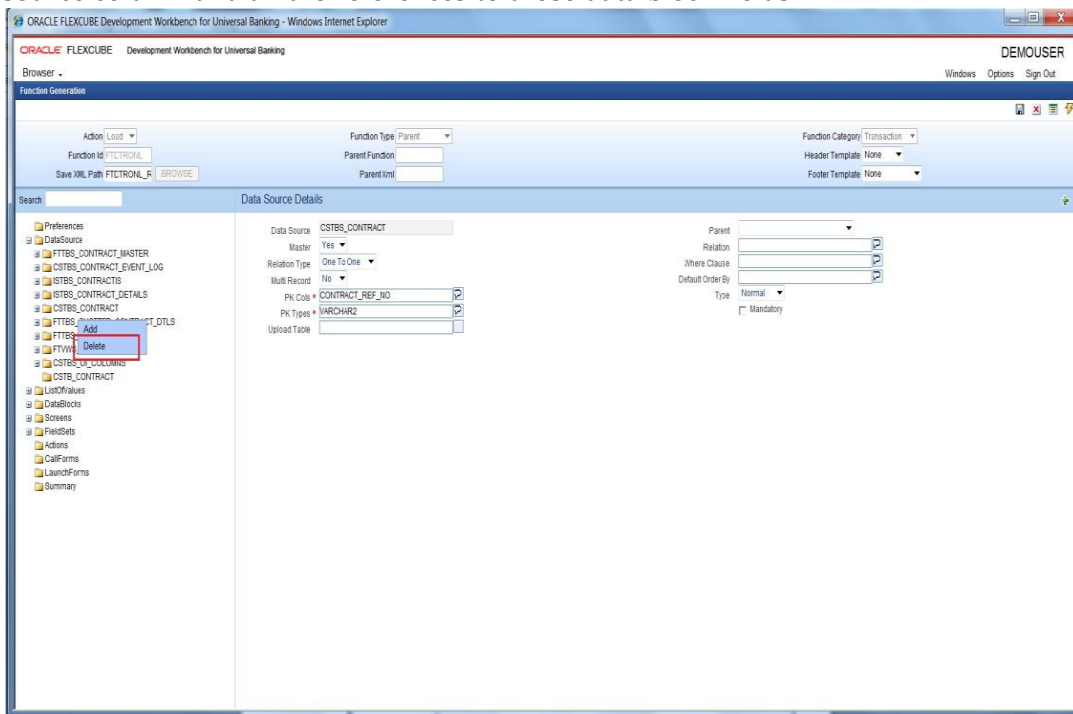 ORACLE FLEXCUBE Development Workbench for Universal Banking - Windows Internet Explorer
ORACLE FLEXCUBE Development Workbench for Universal Banking
DEMOUSER
Browser
Windows Options Sign Out
Function Generation
Action Load Function Type Parent Function Category Transaction
Function Id FTCTRONL Parent Function Header Template None
Save XML Path FTCTRONL_R BROWSE Parent Xml Footer Template None
Search Data Source Details
Preferences
DataSource
FTTBS_CONTRACT_MASTER
CSTBS_CONTRACT_EVENT_LOG
ISTBS_CONTRACTIS
ISTBS_CONTRACT_DETAILS
CSTBS_CONTRACT
CT_DTLS
Add
Delete
CSTBS_UI_COLUMNS
CSTB_CONTRACT
ListOfValues
DataBlocks
Screens
FieldSets
Actions
CallForms
LaunchForms
Summary
Data Source CSTBS_CONTRACT Parent
Master Yes Relation
Relation Type One To One Where Clause
Multi Record No Default Order By
PK Cols * CONTRACT_REF_NO Type Normal
PK Types * VARCHAR2 Mandatory
Upload Table